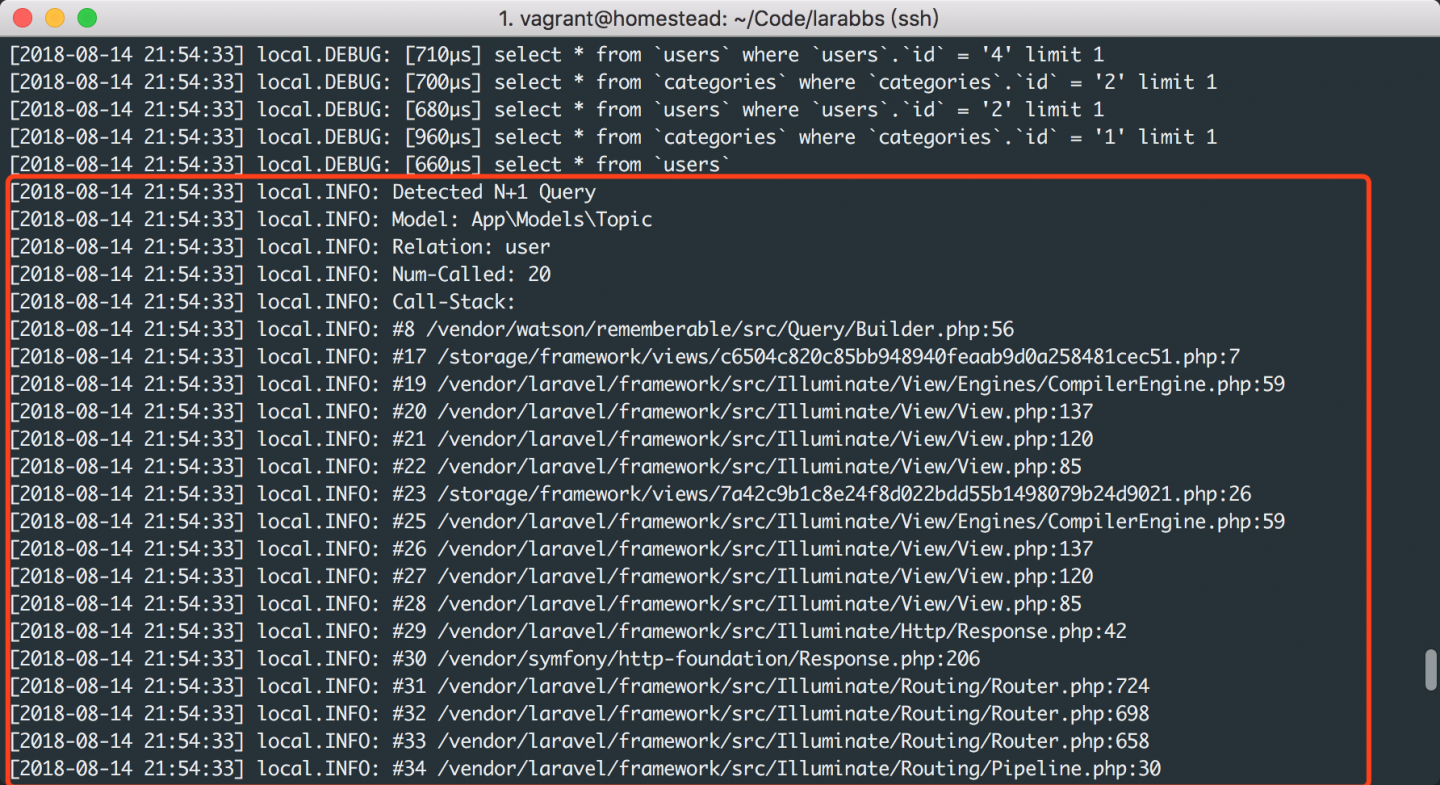 1. vagrant@homestead: ~/Code/larabbs (ssh)
[2018-08-14 21:54:33] local.DEBUG: [710μs] select * from `users` where `users`.`id` = '4' limit 1
[2018-08-14 21:54:33] local.DEBUG: [700μs] select * from `categories` where `categories`.`id` = '2' limit 1
[2018-08-14 21:54:33] local.DEBUG: [680μs] select * from `users` where `users`.`id` = '2' limit 1
[2018-08-14 21:54:33] local.DEBUG: [960μs] select * from `categories` where `categories`.`id` = '1' limit 1
[2018-08-14 21:54:33] local.DEBUG: [660μs] select * from `users`
[2018-08-14 21:54:33] local.INFO: Detected N+1 Query
[2018-08-14 21:54:33] local.INFO: Model: App\Models\Topic
[2018-08-14 21:54:33] local.INFO: Relation: user
[2018-08-14 21:54:33] local.INFO: Num-Called: 20
[2018-08-14 21:54:33] local.INFO: Call-Stack:
[2018-08-14 21:54:33] local.INFO: #8 /vendor/watson/rememberable/src/Query/Builder.php:56
[2018-08-14 21:54:33] local.INFO: #17 /storage/framework/views/c6504c820c85bb948940feaab9d0a258481cec51.php:7
[2018-08-14 21:54:33] local.INFO: #19 /vendor/laravel/framework/src/Illuminate/View/Engines/CompilerEngine.php:59
[2018-08-14 21:54:33] local.INFO: #20 /vendor/laravel/framework/src/Illuminate/View/View.php:137
[2018-08-14 21:54:33] local.INFO: #21 /vendor/laravel/framework/src/Illuminate/View/View.php:120
[2018-08-14 21:54:33] local.INFO: #22 /vendor/laravel/framework/src/Illuminate/View/View.php:85
[2018-08-14 21:54:33] local.INFO: #23 /storage/framework/views/7a42c9b1c8e24f8d022bdd55b1498079b24d9021.php:26
[2018-08-14 21:54:33] local.INFO: #25 /vendor/laravel/framework/src/Illuminate/View/Engines/CompilerEngine.php:59
[2018-08-14 21:54:33] local.INFO: #26 /vendor/laravel/framework/src/Illuminate/View/View.php:137
[2018-08-14 21:54:33] local.INFO: #27 /vendor/laravel/framework/src/Illuminate/View/View.php:120
[2018-08-14 21:54:33] local.INFO: #28 /vendor/laravel/framework/src/Illuminate/View/View.php:85
[2018-08-14 21:54:33] local.INFO: #29 /vendor/laravel/framework/src/Illuminate/Http/Response.php:42
[2018-08-14 21:54:33] local.INFO: #30 /vendor/symfony/http-foundation/Response.php:206
[2018-08-14 21:54:33] local.INFO: #31 /vendor/laravel/framework/src/Illuminate/Routing/Router.php:724
[2018-08-14 21:54:33] local.INFO: #32 /vendor/laravel/framework/src/Illuminate/Routing/Router.php:698
[2018-08-14 21:54:33] local.INFO: #33 /vendor/laravel/framework/src/Illuminate/Routing/Router.php:658
[2018-08-14 21:54:33] local.INFO: #34 /vendor/laravel/framework/src/Illuminate/Routing/Pipeline.php:30